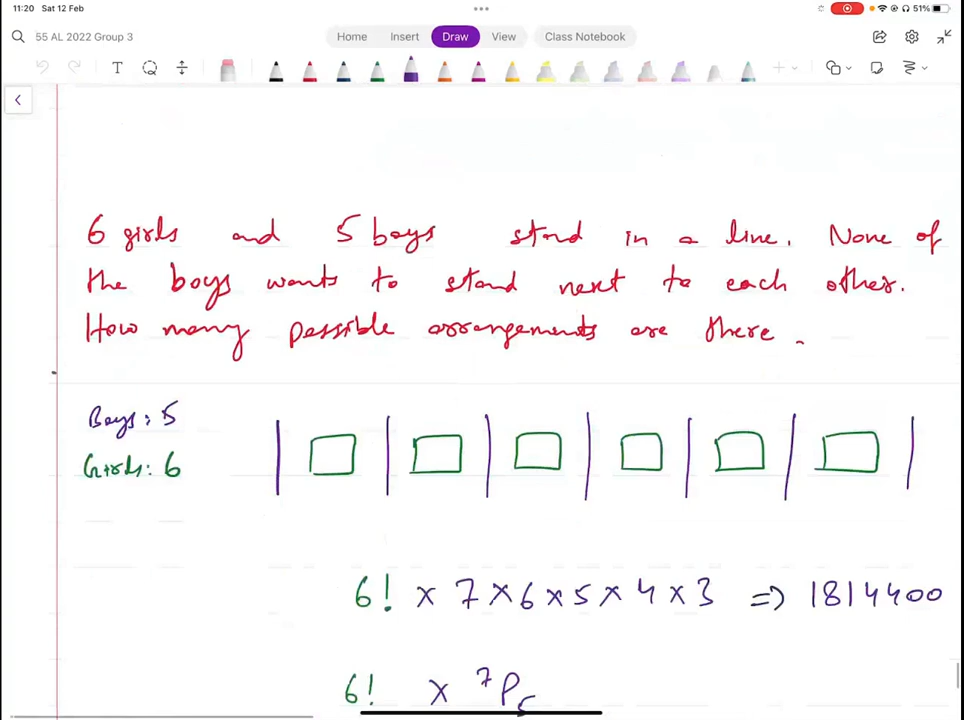 11:20 Sat 12 Feb
51%
55 AL 2022 Group 3
Home Insert Draw View Class Notebook
6 girls and 5 boys stand in a line. None of
the boys wants to stand next to each other.
How many possible arrangements are there.
Boys: 5
Girls: 6
6! × 7 × 6 × 5 × 4 × 3 => 1814400
6! × ⁷P₅